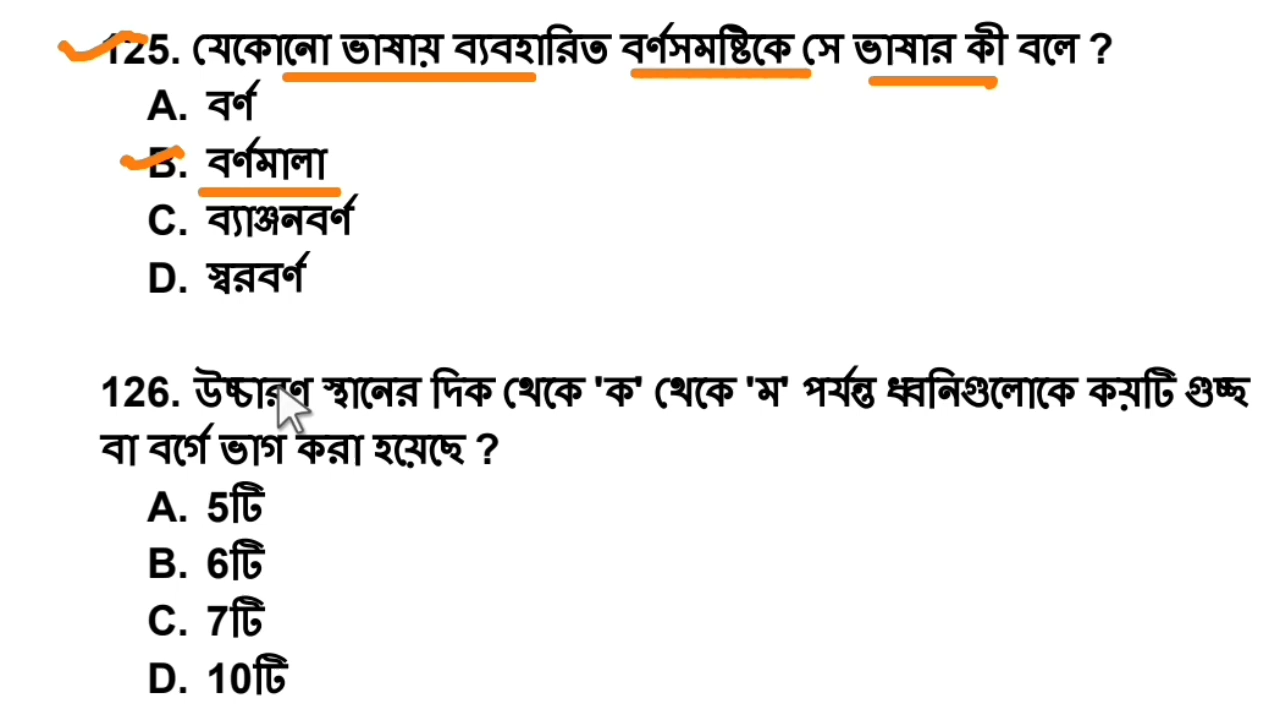 125. যেকোনো ভাষায় ব্যবহারিত বর্ণসমষ্টিকে সে ভাষার কী বলে ?
A. বর্ণ
B. বর্ণমালা
C. ব্যাঞ্জনবর্ণ
D. স্বরবর্ণ
126. উচ্চারণ স্থানের দিক থেকে 'ক' থেকে 'ম' পর্যন্ত ধ্বনিগুলোকে কয়টি গুচ্ছ
বা বর্গে ভাগ করা হয়েছে ?
A. 5টি
B. 6টি
C. 7টি
D. 10টি